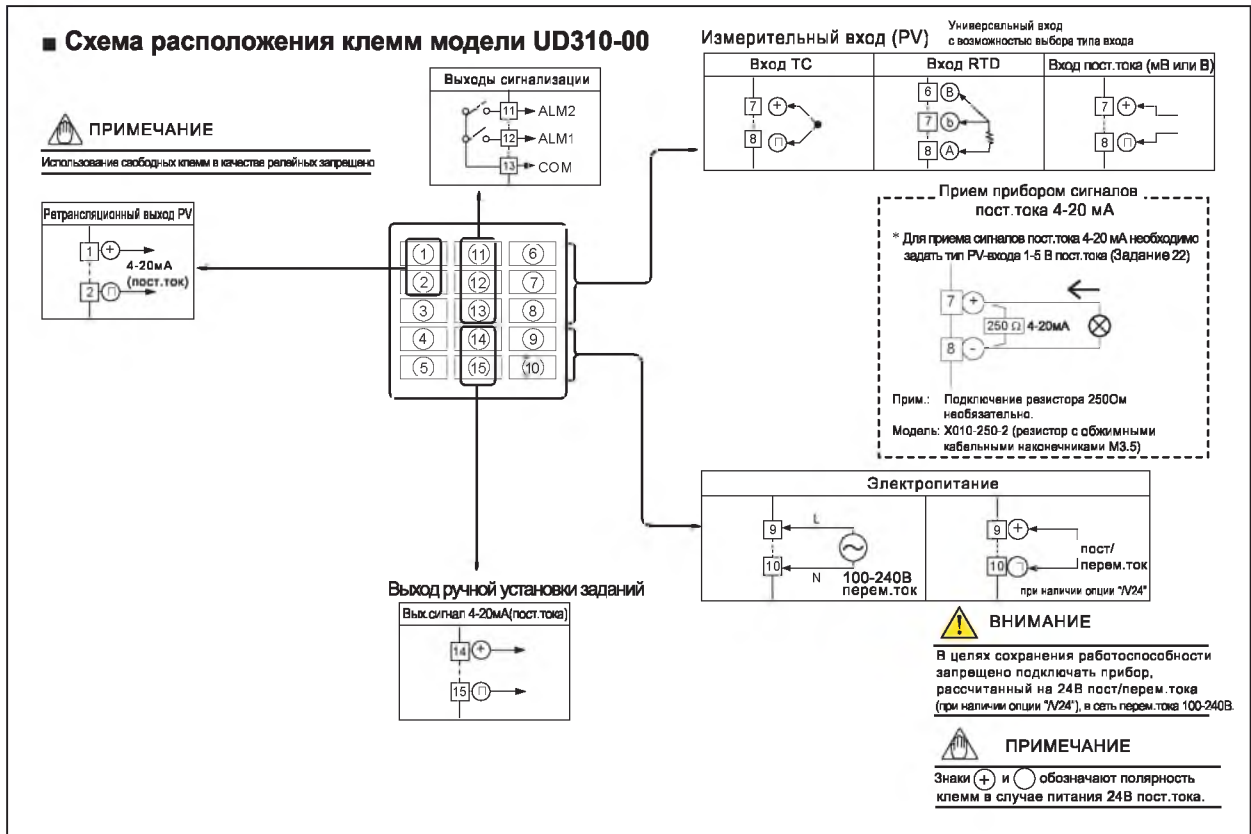 ■ Схема расположения клемм модели UD310-00
ПРИМЕЧАНИЕ
Использование свободных клемм в качестве релейных запрещено
Выходы сигнализации
11 ALM2
12 ALM1
13 COM
Измерительный вход (PV)
Универсальный вход
с возможностью выбора типа входа
Вход ТС
7 +
8 П
Вход RTD
6 B
7 b
8 A
Вход пост.тока (мВ или В)
7 +
8 П
Ретрансляционный выход PV
1 +
4-20мА
(пост.ток)
2 П
1 11 6
2 12 7
3 13 8
4 14 9
5 15 10
Прием прибором сигналов
пост.тока 4-20 мА
* Для приема сигналов пост.тока 4-20 мА необходимо
задать тип PV-входа 1-5 В пост.тока (Задание 22)
7 +
250 Ω 4-20мА
8 -
Прим.: Подключение резистора 250Ом
необязательно.
Модель: X010-250-2 (резистор с обжимными
кабельными наконечниками М3.5)
Электропитание
9 L
10 N
100-240В
перем.ток
9 +
10
пост/
перем.ток
при наличии опции "/V24"
Выход ручной установки заданий
Вых.сигнал 4-20мА(пост.тока)
14 +
15 П
ВНИМАНИЕ
В целях сохранения работоспособности
запрещено подключать прибор,
рассчитанный на 24В пост/перем.тока
(при наличии опции "/V24"), в сеть перем.тока 100-240В.
ПРИМЕЧАНИЕ
Знаки + и обозначают полярность
клемм в случае питания 24В пост.тока.